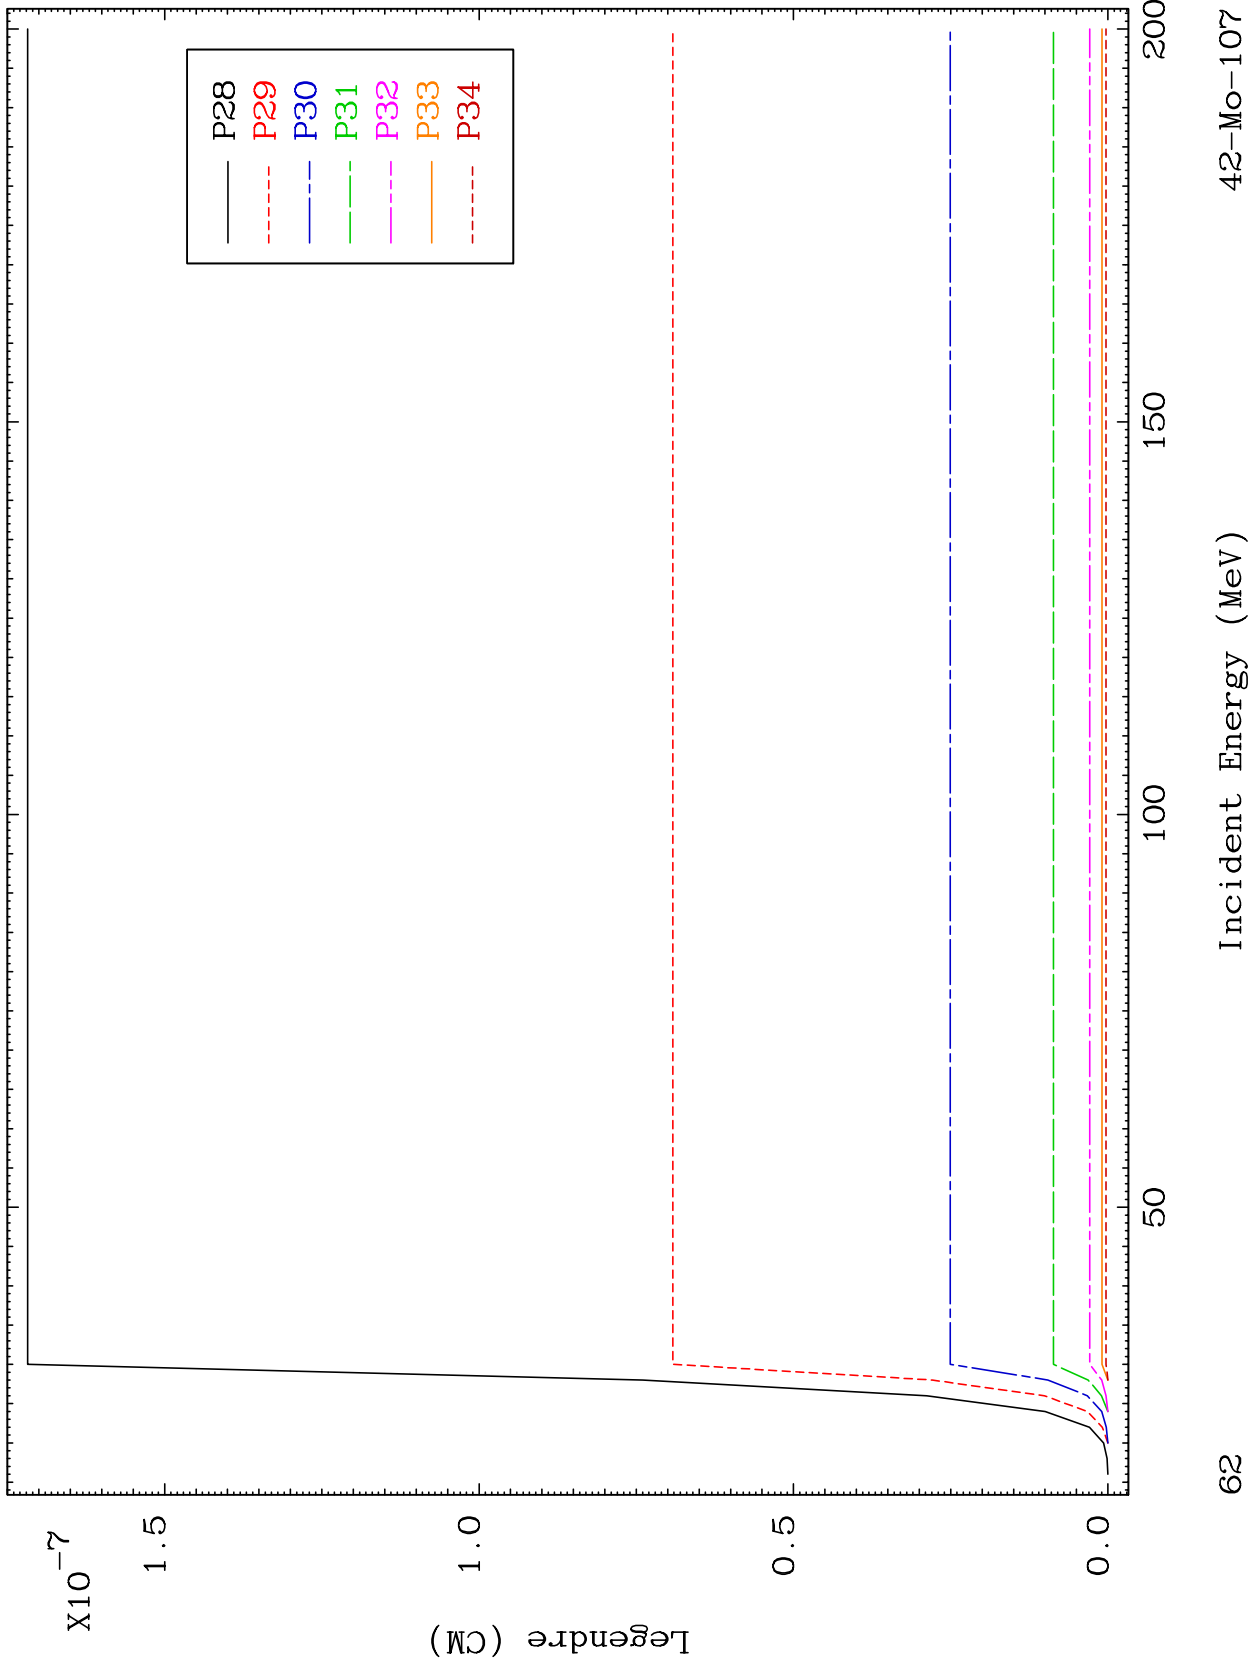 X10-7
1.5
1.0
0.5
0.0
Legendre (CM)
P28
P29
P30
P31
P32
P33
P34
50
100
150
200
Incident Energy (MeV)
62
42-Mo-107